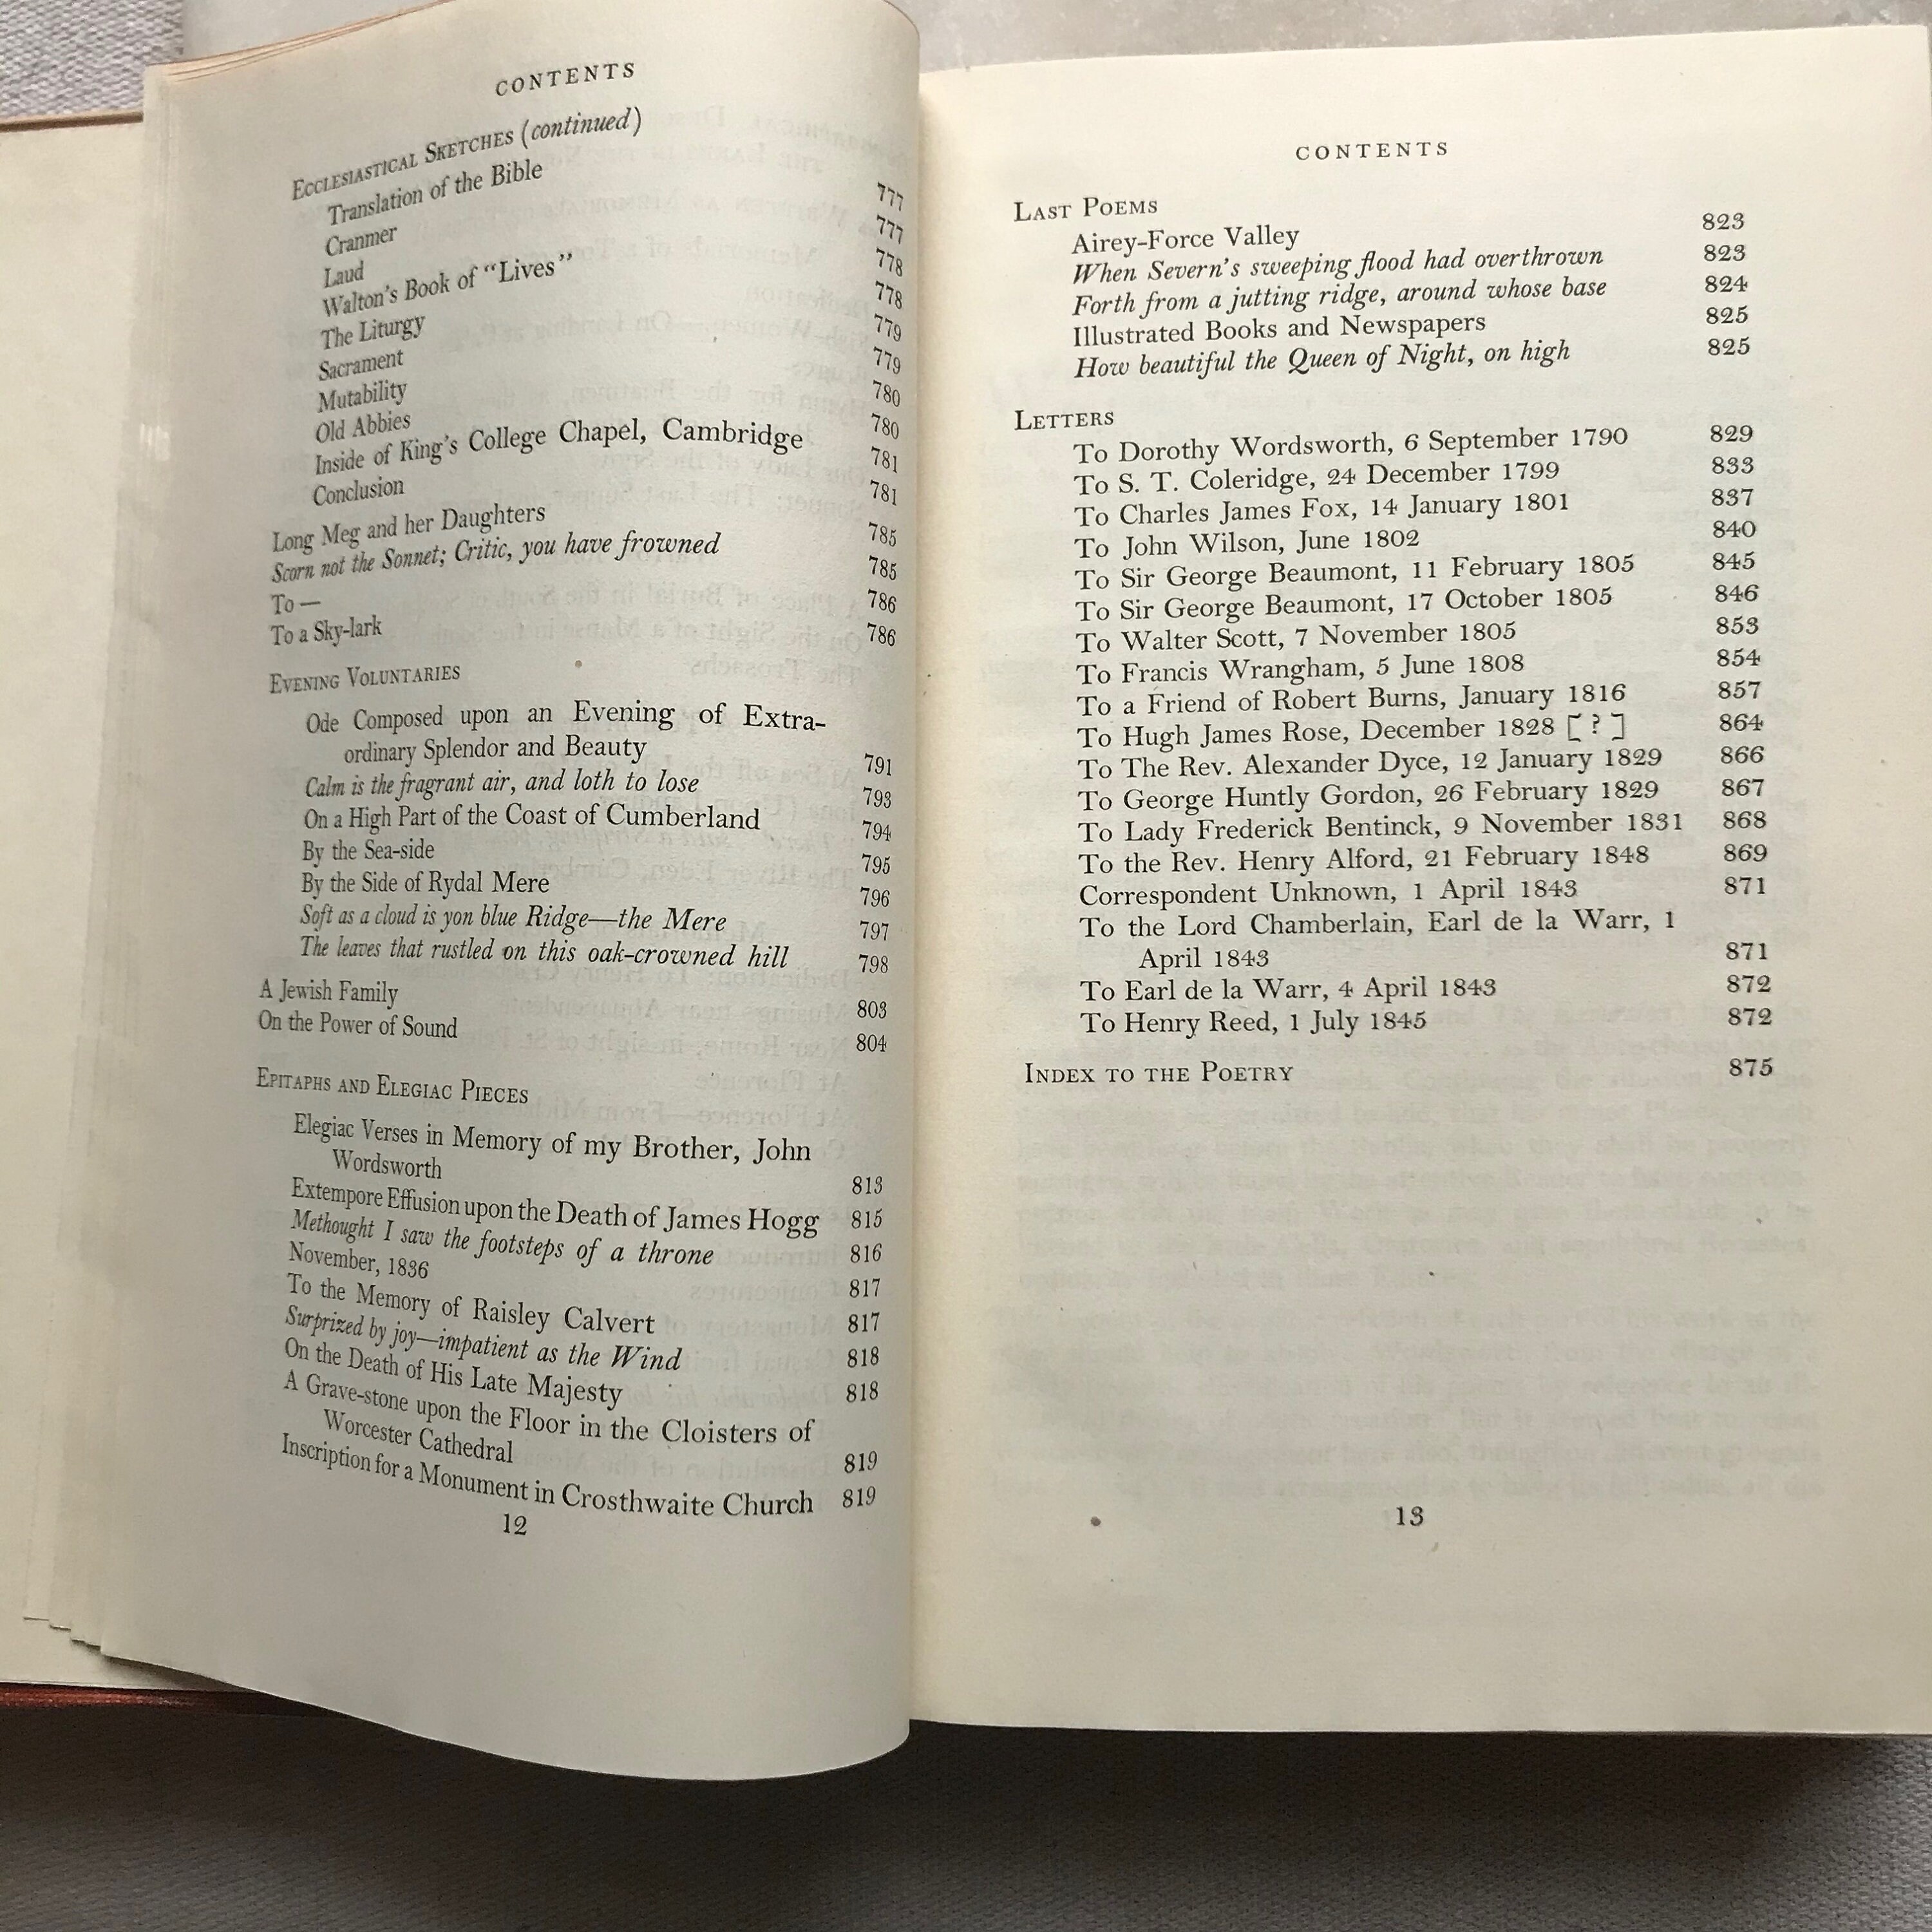 CONTENTS
ECCLESIASTICAL SKETCHES (continued)
Translation of the Bible 777
Cranmer 777
Laud 778
Walton's Book of “Lives” 778
The Liturgy 779
Sacrament 779
Mutability 780
Old Abbies 780
Inside of King's College Chapel, Cambridge 781
Conclusion 781
Long Meg and her Daughters 785
Scorn not the Sonnet; Critic, you have frowned 785
To — 786
To a Sky-lark 786
EVENING VOLUNTARIES
Ode Composed upon an Evening of Extra-
ordinary Splendor and Beauty 791
Calm is the fragrant air, and loth to lose 793
On a High Part of the Coast of Cumberland 794
By the Sea-side 795
By the Side of Rydal Mere 796
Soft as a cloud is yon blue Ridge—the Mere 797
The leaves that rustled on this oak-crowned hill 798
A Jewish Family 803
On the Power of Sound 804
EPITAPHS AND ELEGIAC PIECES
Elegiac Verses in Memory of my Brother, John
Wordsworth 813
Extempore Effusion upon the Death of James Hogg 815
Methought I saw the footsteps of a throne 816
November, 1836 817
To the Memory of Raisley Calvert 817
Surprized by joy—impatient as the Wind 818
On the Death of His Late Majesty 818
A Grave-stone upon the Floor in the Cloisters of
Worcester Cathedral 819
Inscription for a Monument in Crosthwaite Church 819
12
CONTENTS
LAST POEMS
Airey-Force Valley 823
When Severn's sweeping flood had overthrown 823
Forth from a jutting ridge, around whose base 824
Illustrated Books and Newspapers 825
How beautiful the Queen of Night, on high 825
LETTERS
To Dorothy Wordsworth, 6 September 1790 829
To S. T. Coleridge, 24 December 1799 833
To Charles James Fox, 14 January 1801 837
To John Wilson, June 1802 840
To Sir George Beaumont, 11 February 1805 845
To Sir George Beaumont, 17 October 1805 846
To Walter Scott, 7 November 1805 853
To Francis Wrangham, 5 June 1808 854
To a Friend of Robert Burns, January 1816 857
To Hugh James Rose, December 1828 [?] 864
To The Rev. Alexander Dyce, 12 January 1829 866
To George Huntly Gordon, 26 February 1829 867
To Lady Frederick Bentinck, 9 November 1831 868
To the Rev. Henry Alford, 21 February 1848 869
Correspondent Unknown, 1 April 1843 871
To the Lord Chamberlain, Earl de la Warr, 1
April 1843 871
To Earl de la Warr, 4 April 1843 872
To Henry Reed, 1 July 1845 872
INDEX TO THE POETRY 875
13